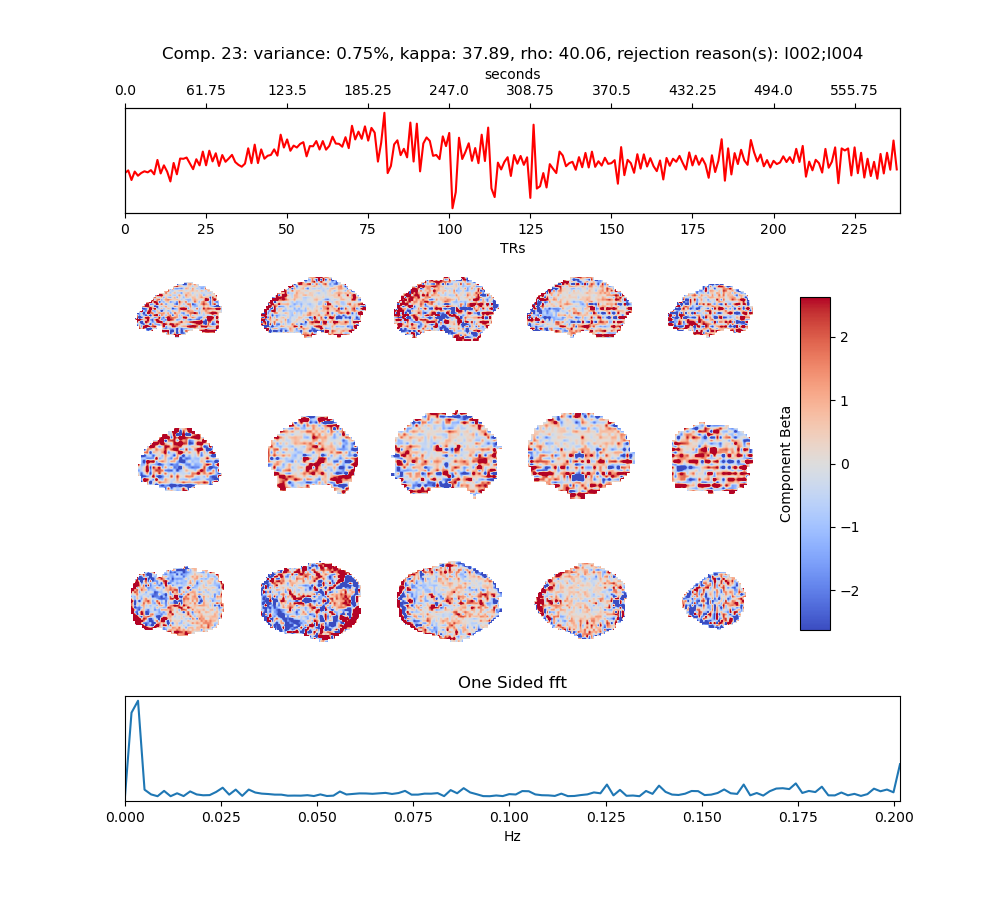 Comp. 23: variance: 0.75%, kappa: 37.89, rho: 40.06, rejection reason(s): I002;I004
seconds
0.0 61.75 123.5 185.25 247.0 308.75 370.5 432.25 494.0 555.75
0 25 50 75 100 125 150 175 200 225
TRs
2
1
0
−1
−2
Component Beta
One Sided fft
0.000 0.025 0.050 0.075 0.100 0.125 0.150 0.175 0.200
Hz